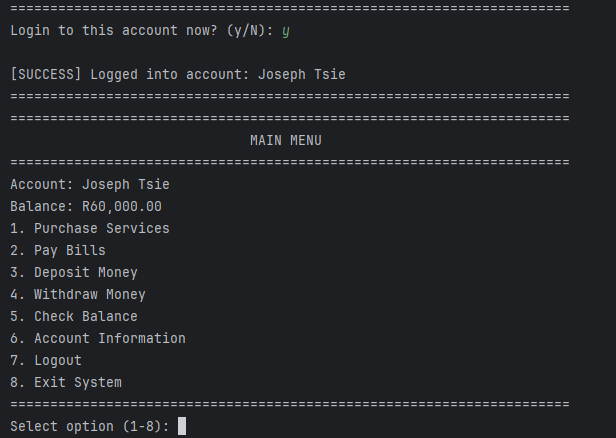 ======================================================================
Login to this account now? (y/N): y
[SUCCESS] Logged into account: Joseph Tsie
======================================================================
======================================================================
MAIN MENU
======================================================================
Account: Joseph Tsie
Balance: R60,000.00
1. Purchase Services
2. Pay Bills
3. Deposit Money
4. Withdraw Money
5. Check Balance
6. Account Information
7. Logout
8. Exit System
======================================================================
Select option (1-8):